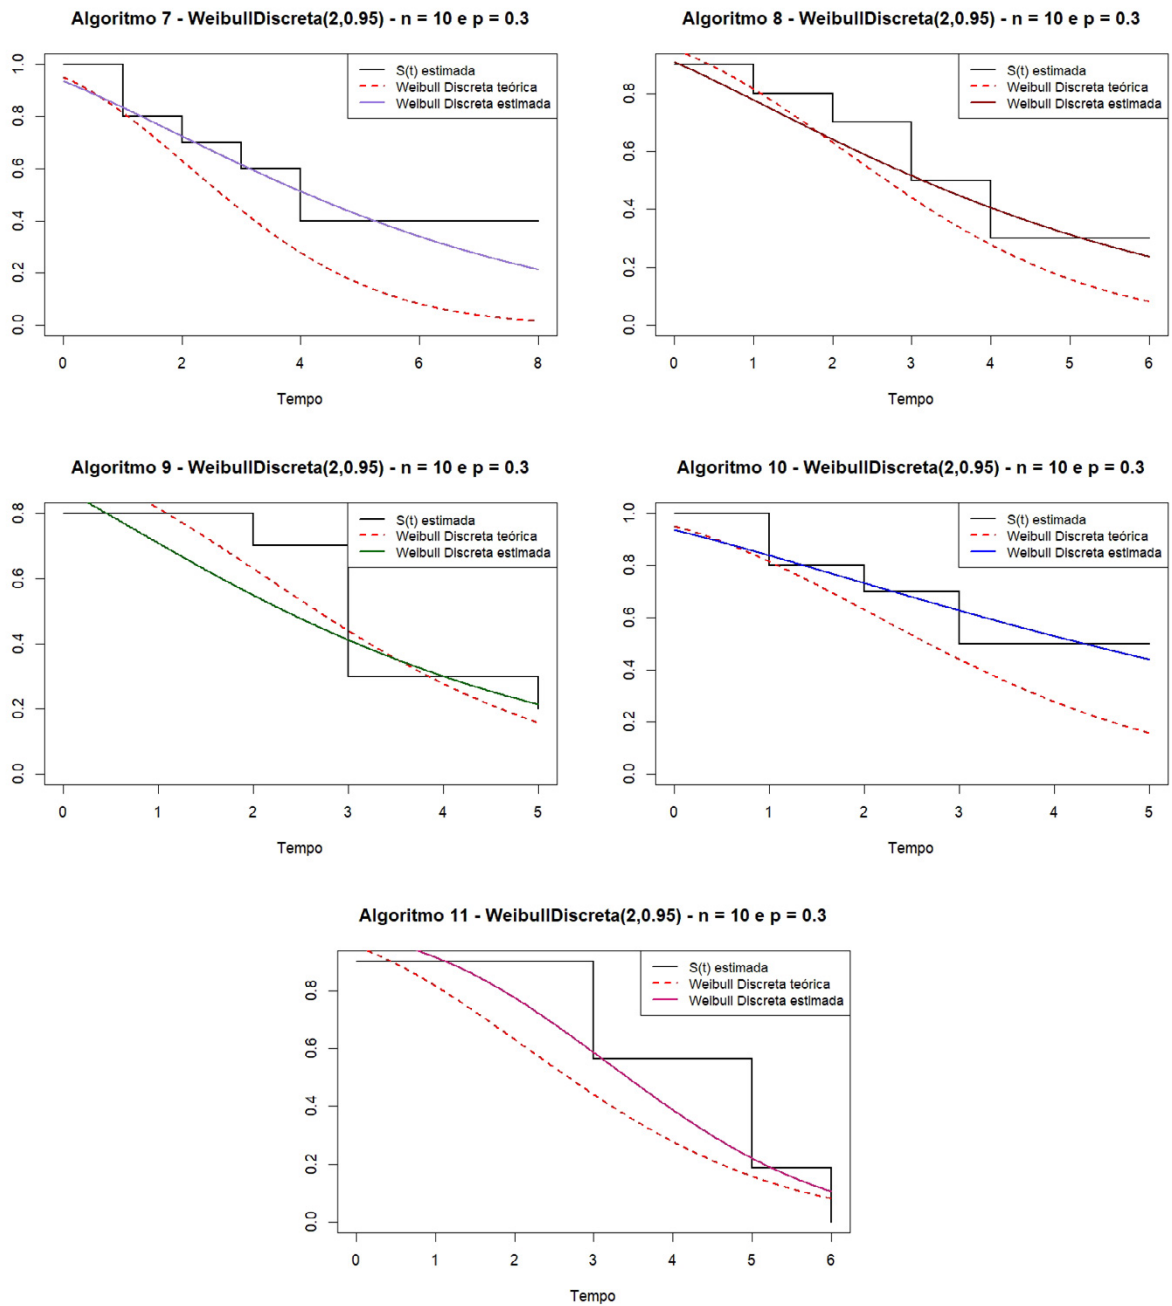 Algoritmo 7 - WeibullDiscreta(2,0.95) - n = 10 e p = 0.3
S(t) estimada
Weibull Discreta teórica
Weibull Discreta estimada
1.0
0.8
0.6
0.4
0.2
0.0
0 2 4 6 8
Tempo
Algoritmo 8 - WeibullDiscreta(2,0.95) - n = 10 e p = 0.3
S(t) estimada
Weibull Discreta teórica
Weibull Discreta estimada
0.8
0.6
0.4
0.2
0.0
0 1 2 3 4 5 6
Tempo
Algoritmo 9 - WeibullDiscreta(2,0.95) - n = 10 e p = 0.3
S(t) estimada
Weibull Discreta teórica
Weibull Discreta estimada
0.8
0.6
0.4
0.2
0.0
0 1 2 3 4 5
Tempo
Algoritmo 10 - WeibullDiscreta(2,0.95) - n = 10 e p = 0.3
S(t) estimada
Weibull Discreta teórica
Weibull Discreta estimada
1.0
0.8
0.6
0.4
0.2
0.0
0 1 2 3 4 5
Tempo
Algoritmo 11 - WeibullDiscreta(2,0.95) - n = 10 e p = 0.3
S(t) estimada
Weibull Discreta teórica
Weibull Discreta estimada
0.8
0.6
0.4
0.2
0.0
0 1 2 3 4 5 6
Tempo